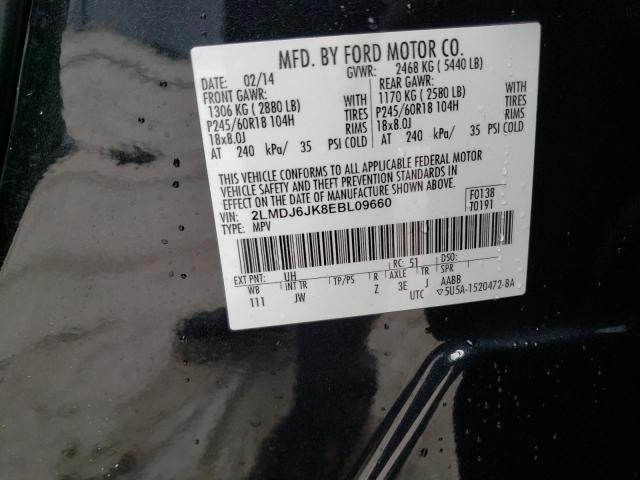 MFD. BY FORD MOTOR CO.
02/14 GVWR: 2468 KG ( 5440 LB)
FRONT GAWR: REAR GAWR:
1306 KG ( 2880 LB) WITH 1170 KG ( 2580 LB) WITH
P245/60R18 104H TIRES P245/60R18 104H TIRES
18x8.0J RIMS 18x8.0J RIMS
AT 240 kPa/ 35 PSI COLD AT 240 kPa/ 35 PSI COLD
THIS VEHICLE CONFORMS TO ALL APPLICABLE FEDERAL MOTOR
VEHICLE SAFETY AND THEFT PREVENTION STANDARDS IN
EFFECT ON THE DATE OF MANUFACTURE SHOWN ABOVE.
VIN: 2LMDJ6JK8EBL09660 F0138
TYPE: MPV T0191
EXT PNT: UH RC: 51 DSO:
WB INT TR TP/PS R AXLE TR SPR
111 JW Z 3E J AABB
UTC ▽5U5A-1520472-BA